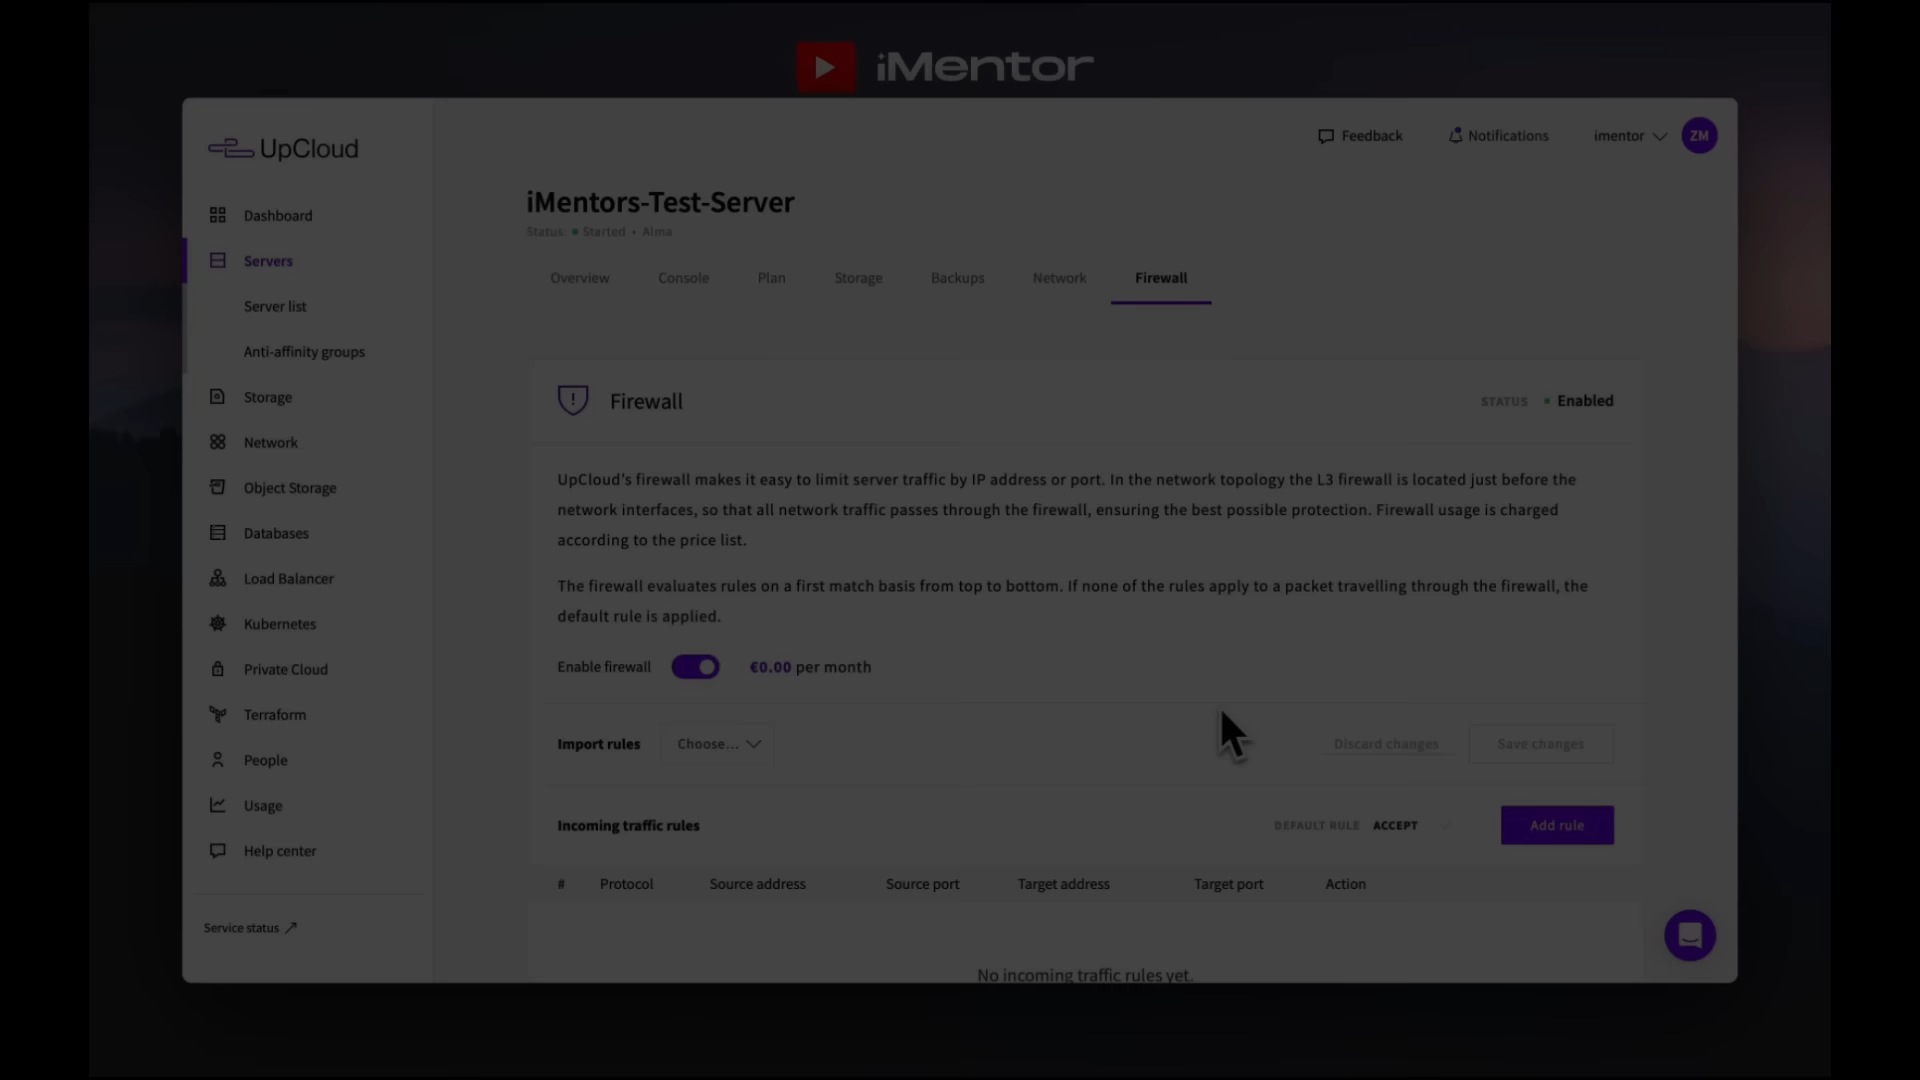 iMentor
UpCloud
Feedback
Notifications
imentor
ZM
Dashboard
Servers
Server list
Anti-affinity groups
Storage
Network
Object Storage
Databases
Load Balancer
Kubernetes
Private Cloud
Terraform
People
Usage
Help center
Service status
iMentors-Test-Server
Status: Started • Alma
Overview Console Plan Storage Backups Network Firewall
Firewall
STATUS Enabled
UpCloud's firewall makes it easy to limit server traffic by IP address or port. In the network topology the L3 firewall is located just before the
network interfaces, so that all network traffic passes through the firewall, ensuring the best possible protection. Firewall usage is charged
according to the price list.
The firewall evaluates rules on a first match basis from top to bottom. If none of the rules apply to a packet travelling through the firewall, the
default rule is applied.
Enable firewall €0.00 per month
Import rules Choose... Discard changes Save changes
Incoming traffic rules DEFAULT RULE ACCEPT Add rule
# Protocol Source address Source port Target address Target port Action
No incoming traffic rules yet.